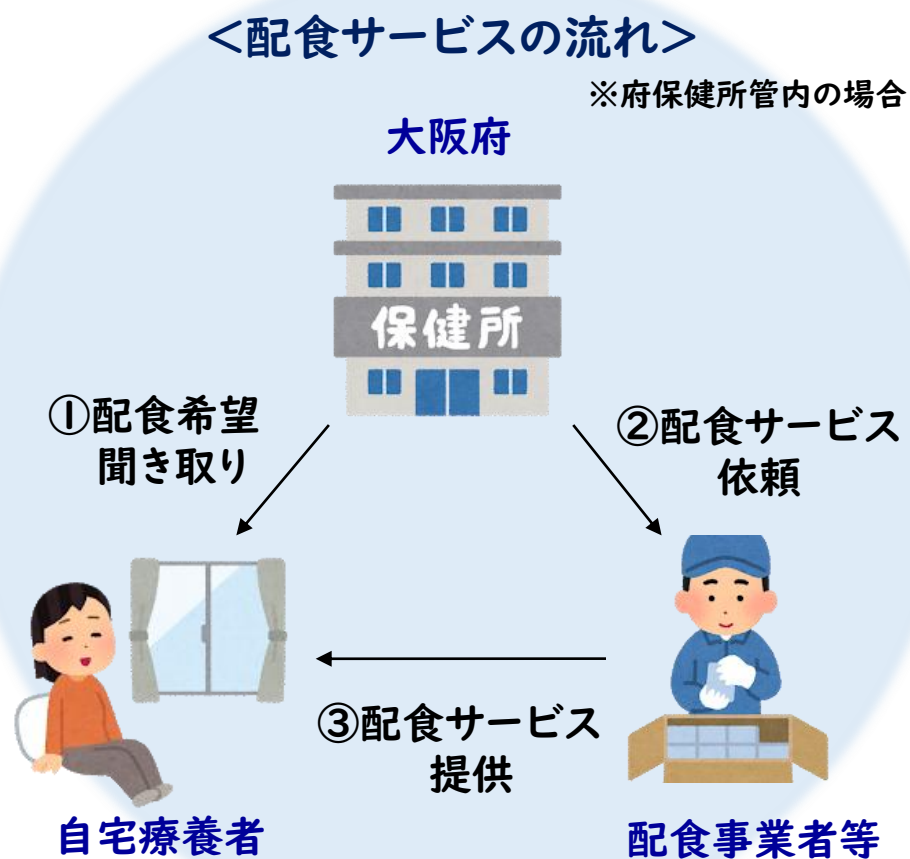 <配食サービスの流れ>
※府保健所管内の場合
大阪府
保健所
①配食希望
聞き取り
②配食サービス
依頼
③配食サービス
提供
自宅療養者
配食事業者等